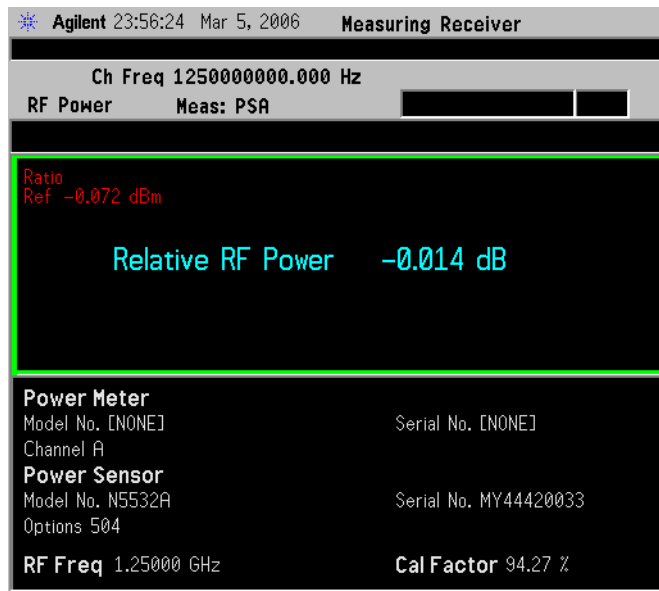 Agilent 23:56:24 Mar 5, 2006 Measuring Receiver
Ch Freq 1250000000.000 Hz
RF Power Meas: PSA
Ratio
Ref -0.072 dBm
Relative RF Power -0.014 dB
Power Meter
Model No. [NONE] Serial No. [NONE]
Channel A
Power Sensor
Model No. N5532A Serial No. MY44420033
Options 504
RF Freq 1.25000 GHz Cal Factor 94.27 %